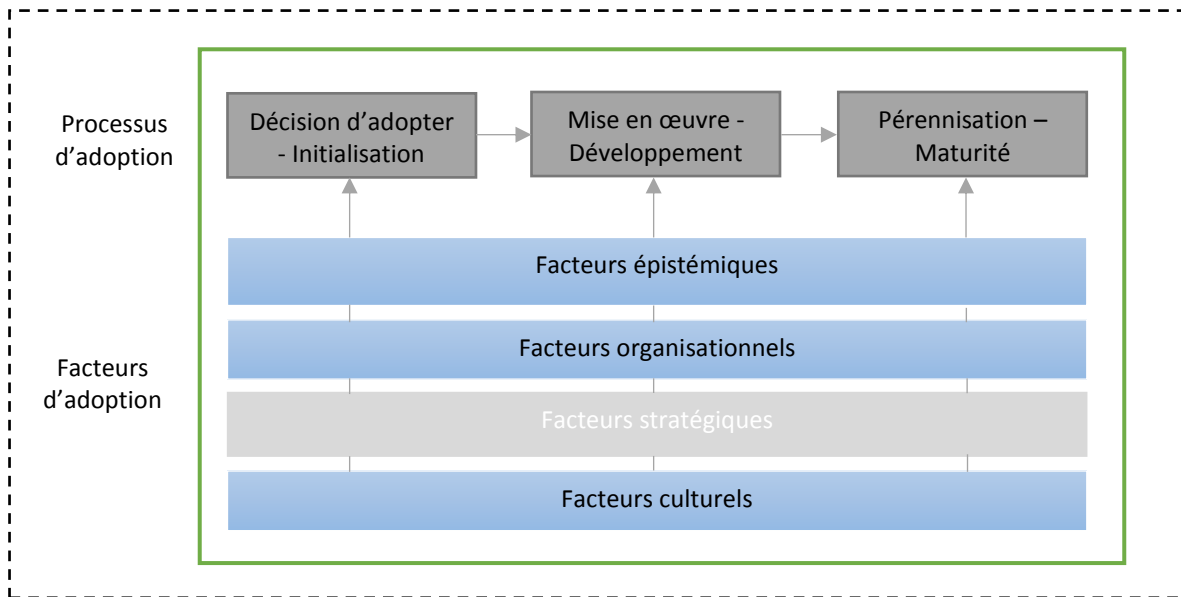 Processus
d’adoption
Décision d’adopter
- Initialisation
Mise en œuvre -
Développement
Pérennisation –
Maturité
Facteurs
d’adoption
Facteurs épistémiques
Facteurs organisationnels
Facteurs stratégiques
Facteurs culturels